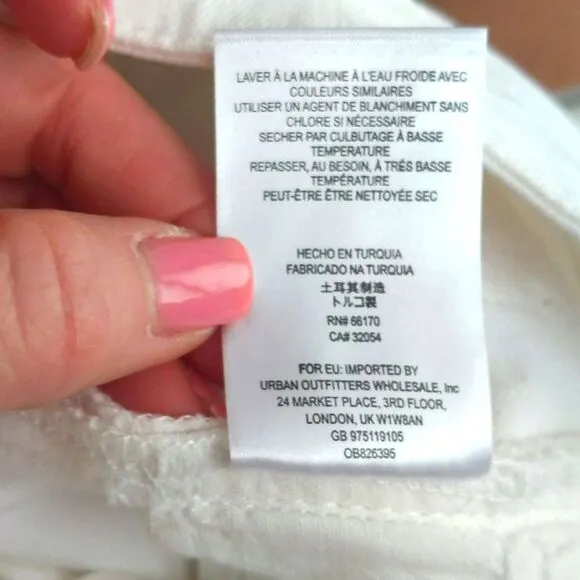 LAVER À LA MACHINE À L'EAU FROIDE AVEC
COULEURS SIMILAIRES
UTILISER UN AGENT DE BLANCHIMENT SANS
CHLORE SI NÉCESSAIRE
SECHER PAR CULBUTAGE À BASSE
TEMPERATURE
REPASSER, AU BESOIN, À TRÉS BASSE
TEMPÉRATURE
PEUT-ÊTRE ÊTRE NETTOYÉE SEC
HECHO EN TURQUIA
FABRICADO NA TURQUIA
土耳其制造
トルコ製
RN# 66170
CA# 32054
FOR EU: IMPORTED BY
URBAN OUTFITTERS WHOLESALE, Inc
24 MARKET PLACE, 3RD FLOOR,
LONDON, UK W1W8AN
GB 975119105
OB826395